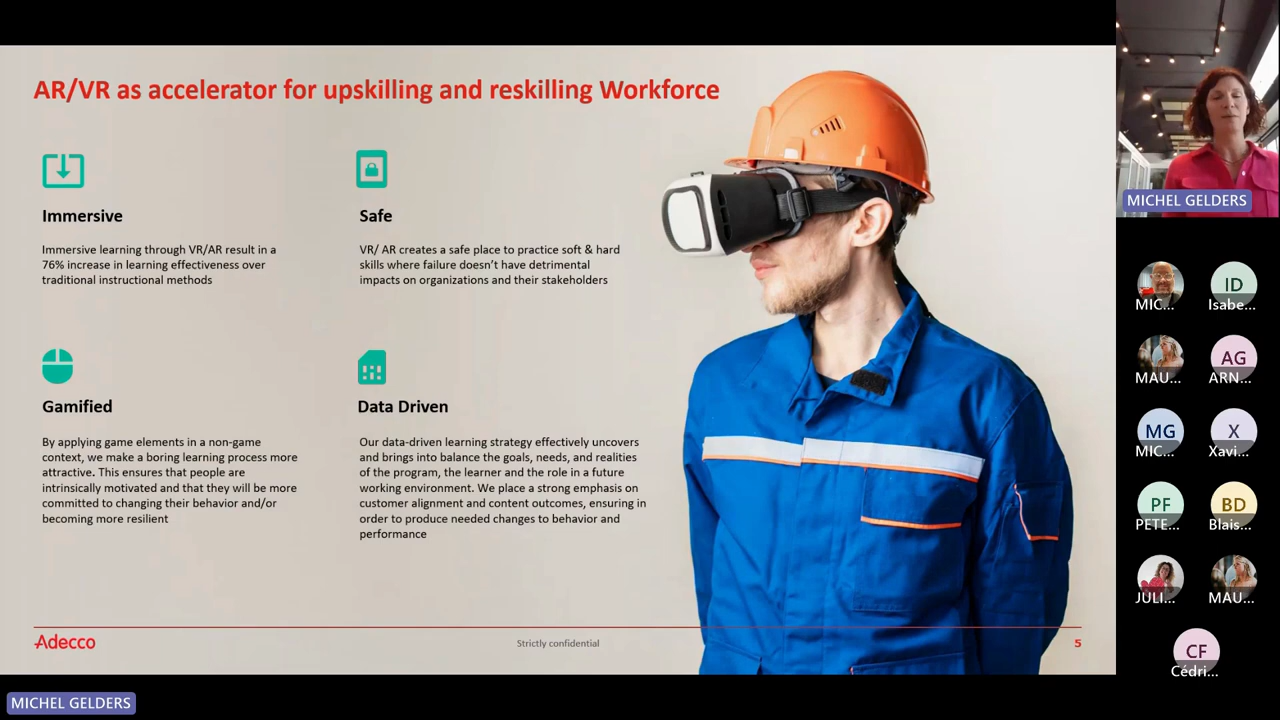 AR/VR as accelerator for upskilling and reskilling Workforce
Immersive
Immersive learning through VR/AR result in a
76% increase in learning effectiveness over
traditional instructional methods
Safe
VR/ AR creates a safe place to practice soft & hard
skills where failure doesn’t have detrimental
impacts on organizations and their stakeholders
Gamified
By applying game elements in a non-game
context, we make a boring learning process more
attractive. This ensures that people are
intrinsically motivated and that they will be more
committed to changing their behavior and/or
becoming more resilient
Data Driven
Our data-driven learning strategy effectively uncovers
and brings into balance the goals, needs, and realities
of the program, the learner and the role in a future
working environment. We place a strong emphasis on
customer alignment and content outcomes, ensuring in
order to produce needed changes to behavior and
performance
Adecco
Strictly confidential
5
MICHEL GELDERS
MICHEL GELDERS
MIC...
ID
Isabe...
MAU...
AG
ARN...
MG
MIC...
X
Xavi...
PF
PETE...
BD
Blais...
JULI...
MAU...
CF
Cédri...